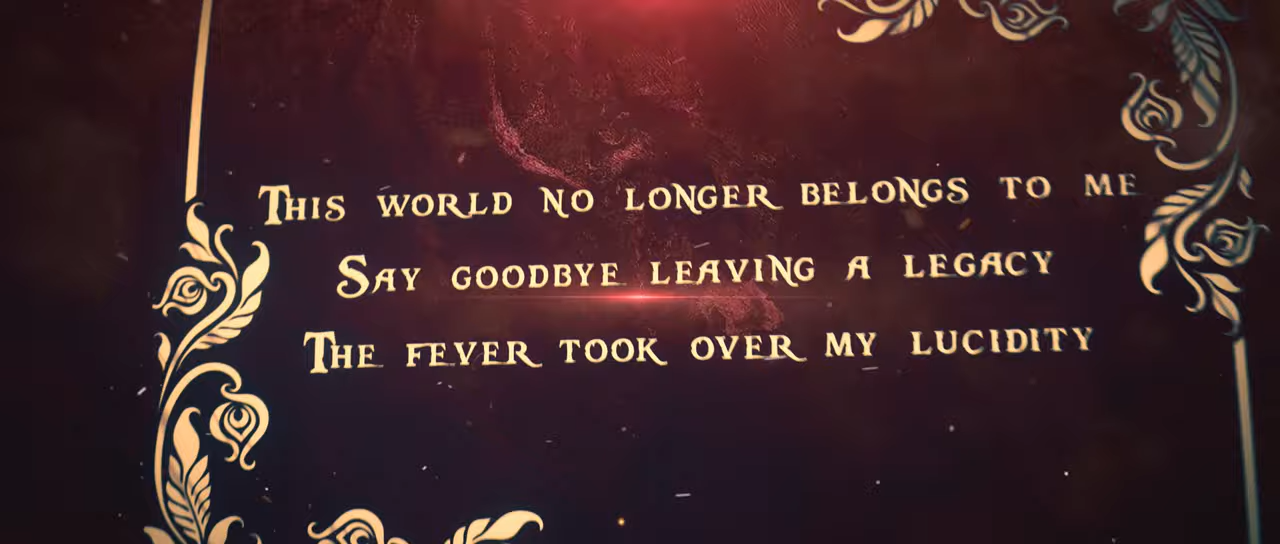 This world no longer belongs to me
Say goodbye leaving a legacy
The fever took over my lucidity